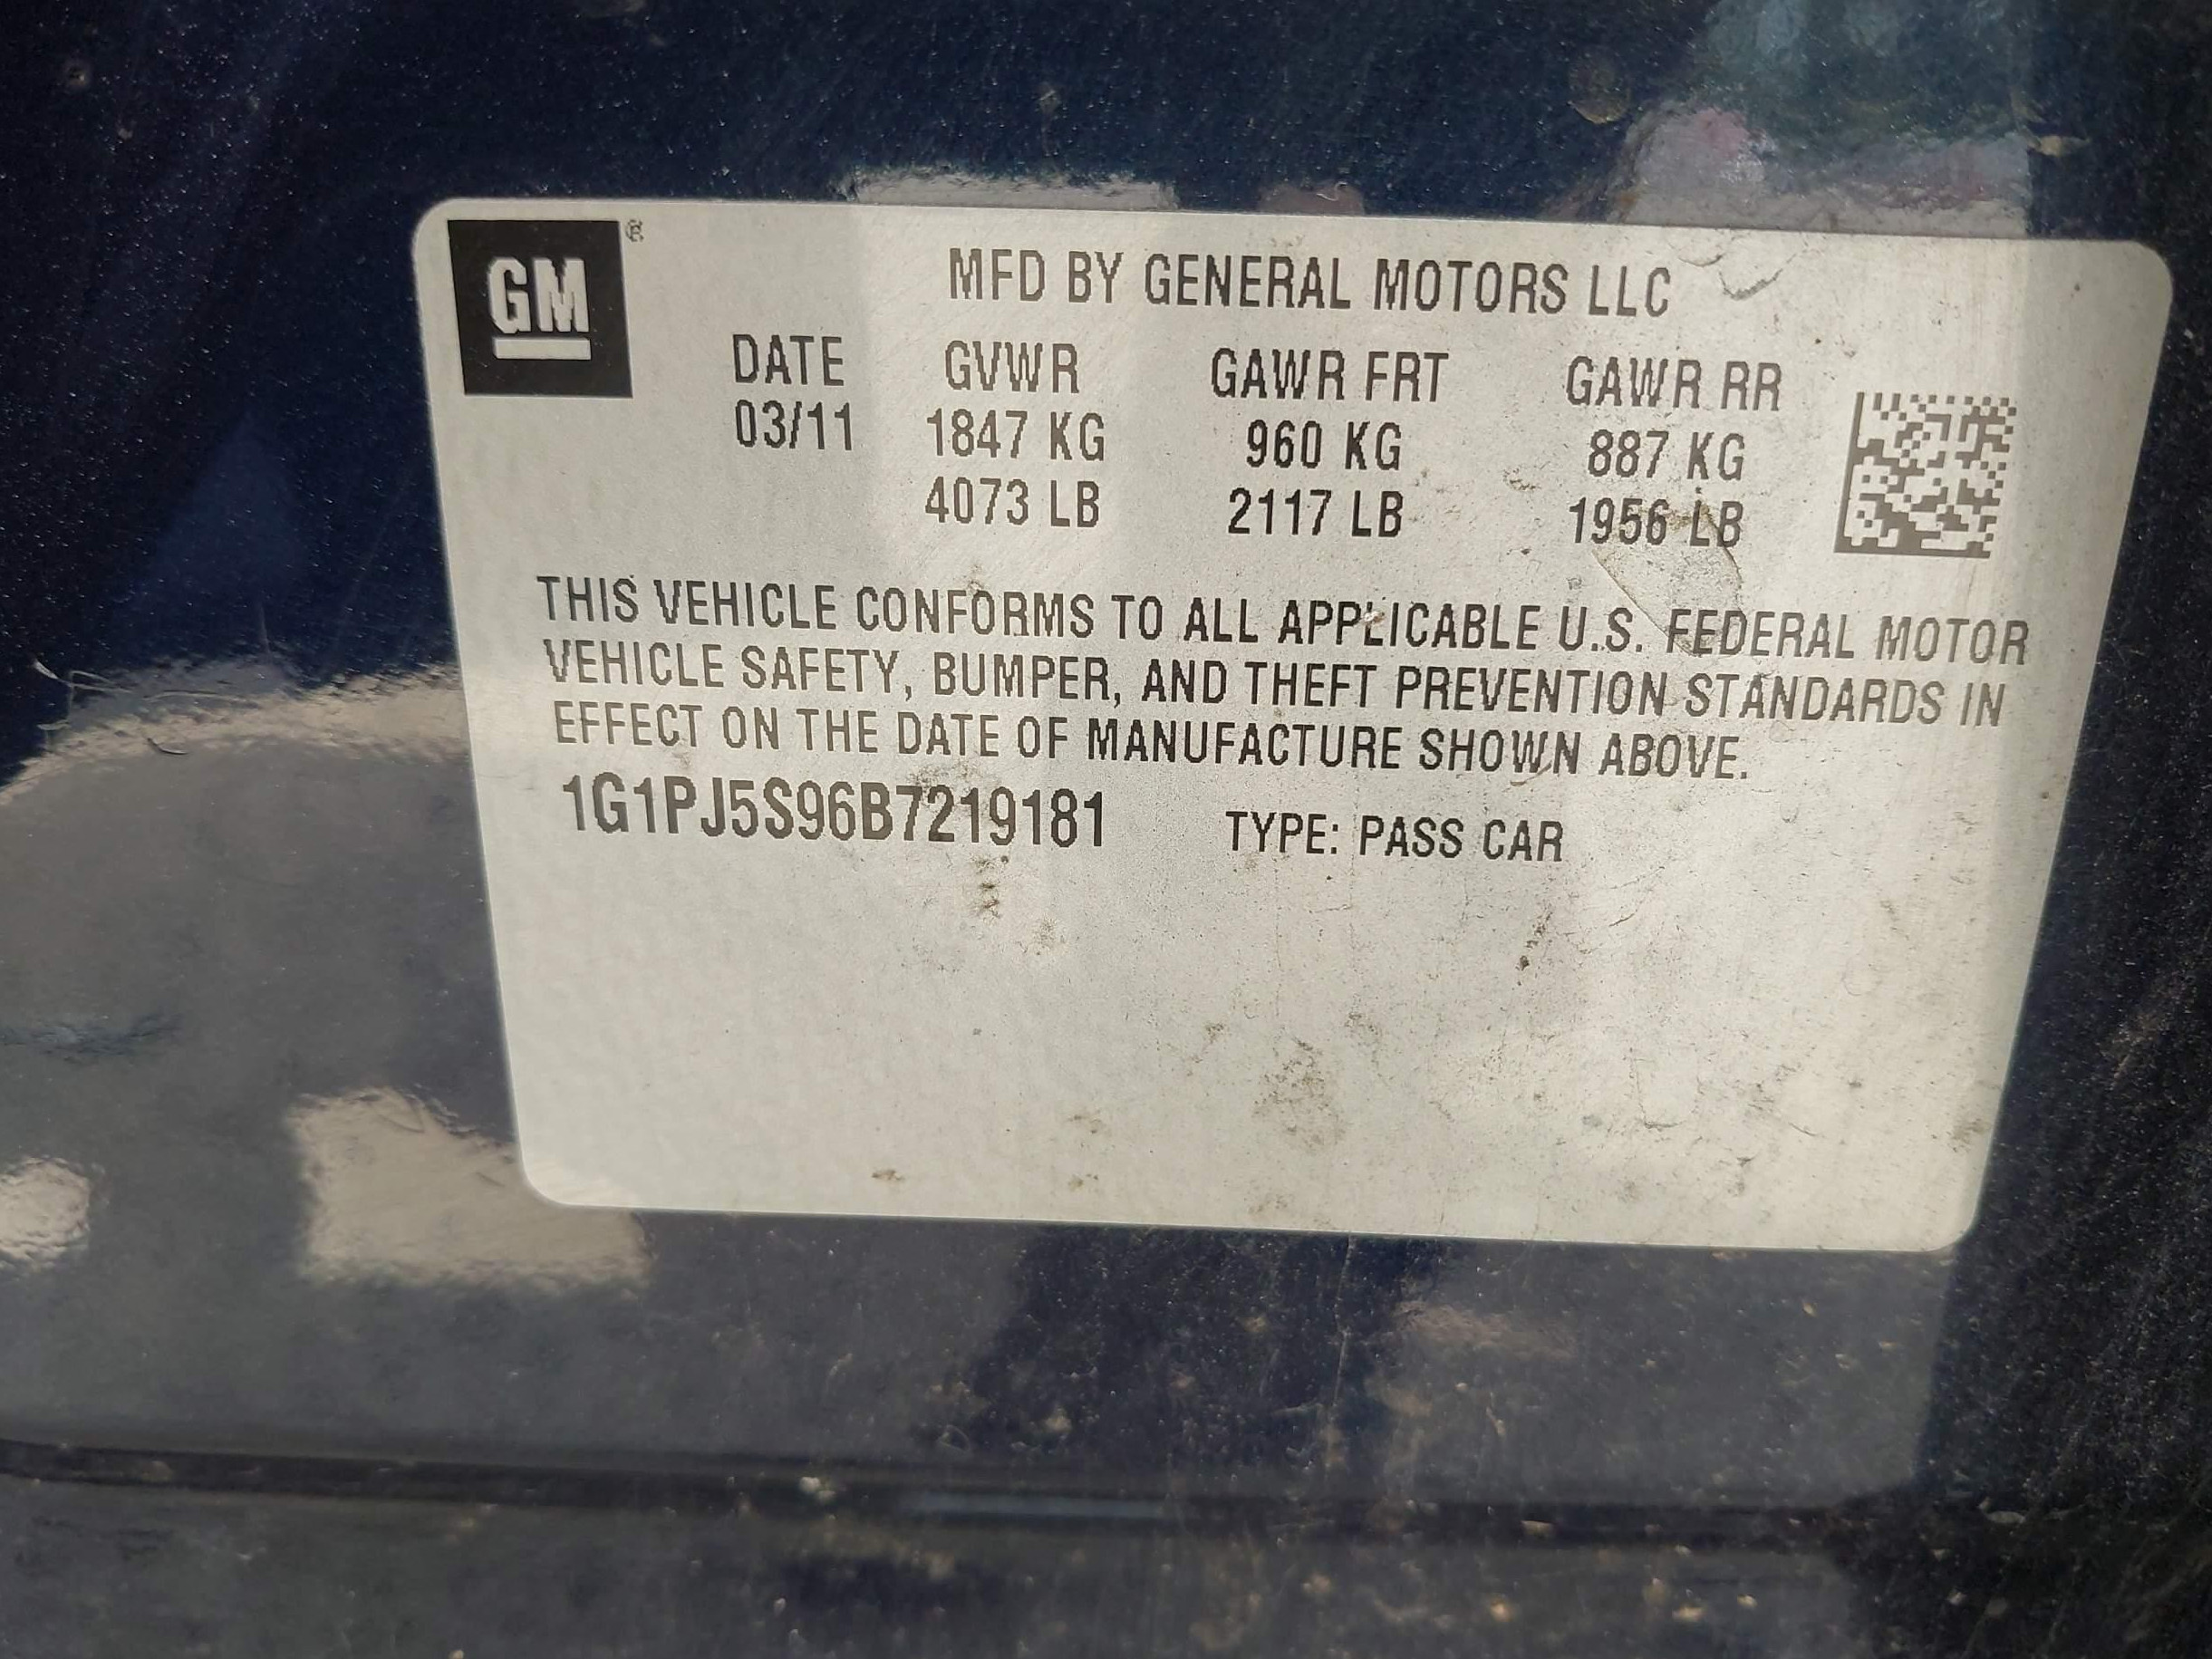 GM ®
MFD BY GENERAL MOTORS LLC
DATE GVWR GAWR FRT GAWR RR
03/11 1847 KG 960 KG 887 KG
4073 LB 2117 LB 1956 LB
THIS VEHICLE CONFORMS TO ALL APPLICABLE U.S. FEDERAL MOTOR
VEHICLE SAFETY, BUMPER, AND THEFT PREVENTION STANDARDS IN
EFFECT ON THE DATE OF MANUFACTURE SHOWN ABOVE.
1G1PJ5S96B7219181 TYPE: PASS CAR